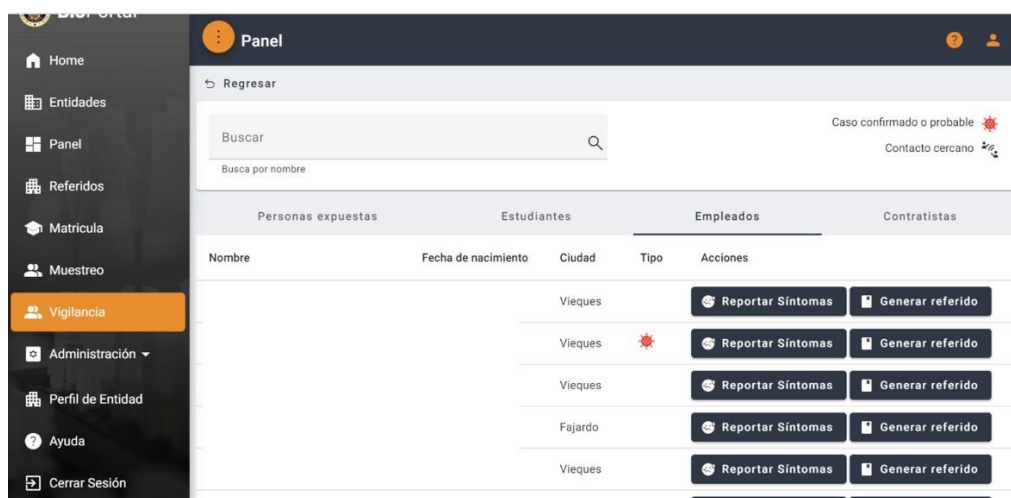 BioPortal
Home
Entidades
Panel
Referidos
Matricula
Muestreo
Vigilancia
Administración
Perfil de Entidad
Ayuda
Cerrar Sesión
Panel
Regresar
Buscar
Busca por nombre
Caso confirmado o probable
Contacto cercano
Personas expuestas Estudiantes Empleados Contratistas
Nombre Fecha de nacimiento Ciudad Tipo Acciones
Vieques Reportar Síntomas Generar referido
Vieques Reportar Síntomas Generar referido
Vieques Reportar Síntomas Generar referido
Fajardo Reportar Síntomas Generar referido
Vieques Reportar Síntomas Generar referido